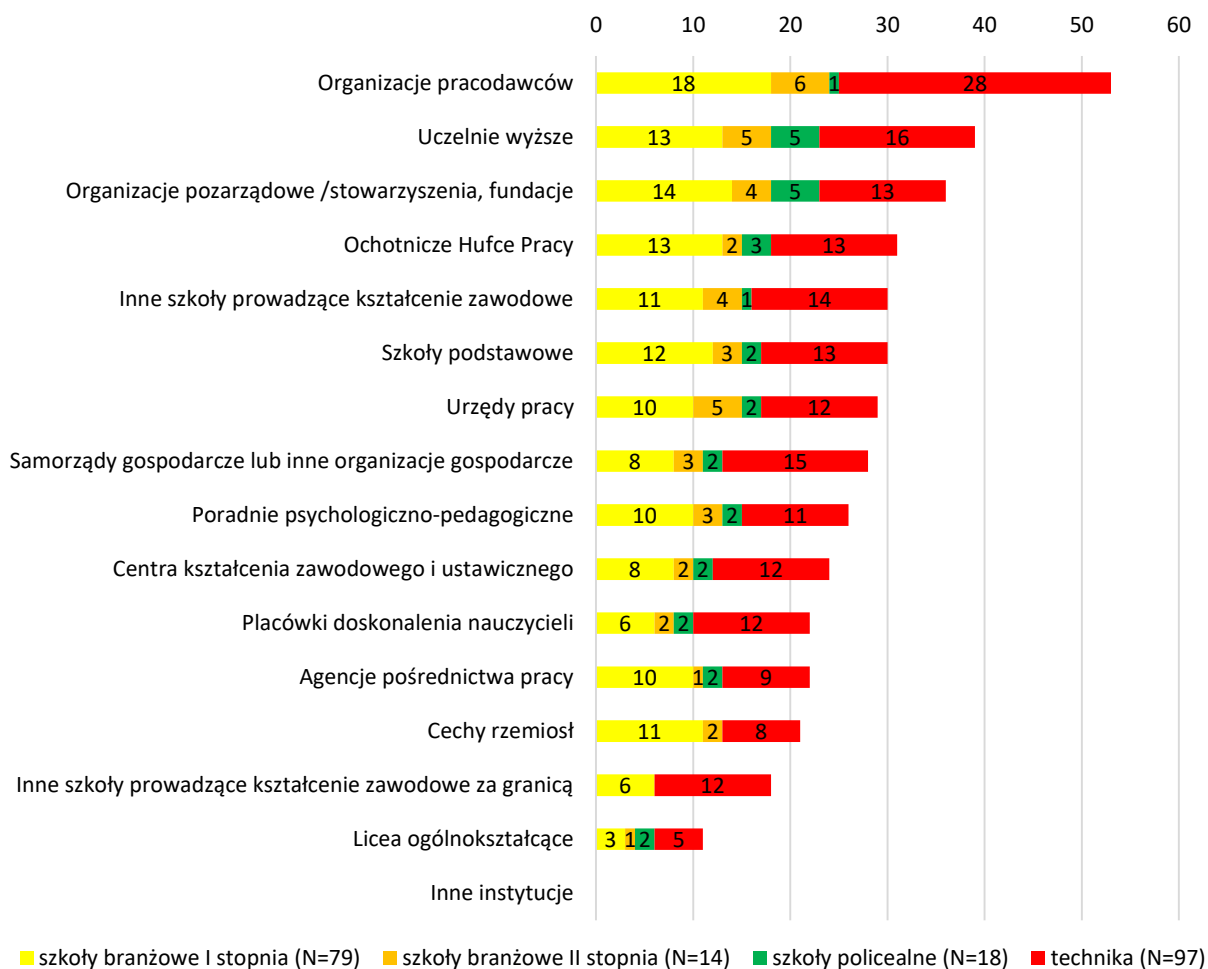 0 10 20 30 40 50 60
Organizacje pracodawców 18 6 1 28
Uczelnie wyższe 13 5 5 16
Organizacje pozarządowe /stowarzyszenia, fundacje 14 4 5 13
Ochotnicze Hufce Pracy 13 2 3 13
Inne szkoły prowadzące kształcenie zawodowe 11 4 1 14
Szkoły podstawowe 12 3 2 13
Urzędy pracy 10 5 2 12
Samorządy gospodarcze lub inne organizacje gospodarcze 8 3 2 15
Poradnie psychologiczno-pedagogiczne 10 3 2 11
Centra kształcenia zawodowego i ustawicznego 8 2 2 12
Placówki doskonalenia nauczycieli 6 2 2 12
Agencje pośrednictwa pracy 10 1 2 9
Cechy rzemiosł 11 2 8
Inne szkoły prowadzące kształcenie zawodowe za granicą 6 12
Licea ogólnokształcące 3 1 2 5
Inne instytucje
szkoły branżowe I stopnia (N=79) szkoły branżowe II stopnia (N=14) szkoły policealne (N=18) technika (N=97)